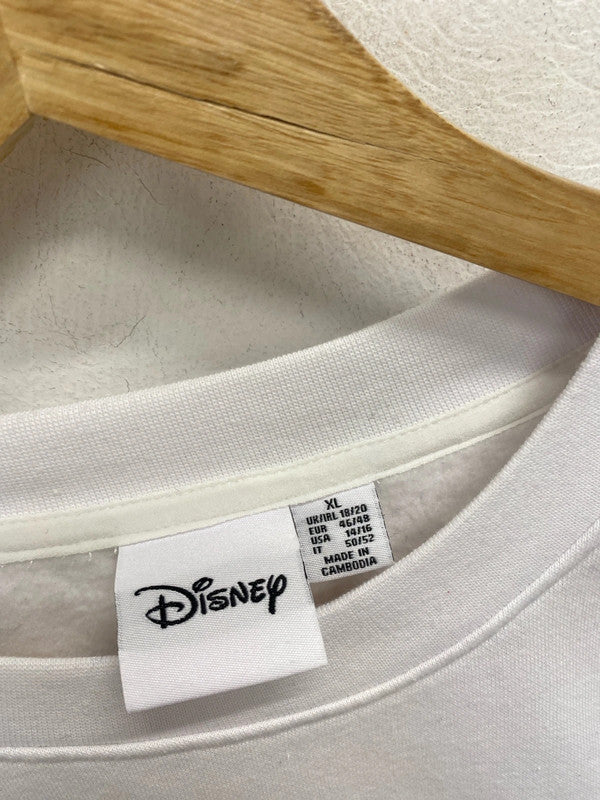 XL
UK/IRL 18/20
EUR 46/48
USA 14/16
IT 50/52
MADE IN
CAMBODIA
Disney